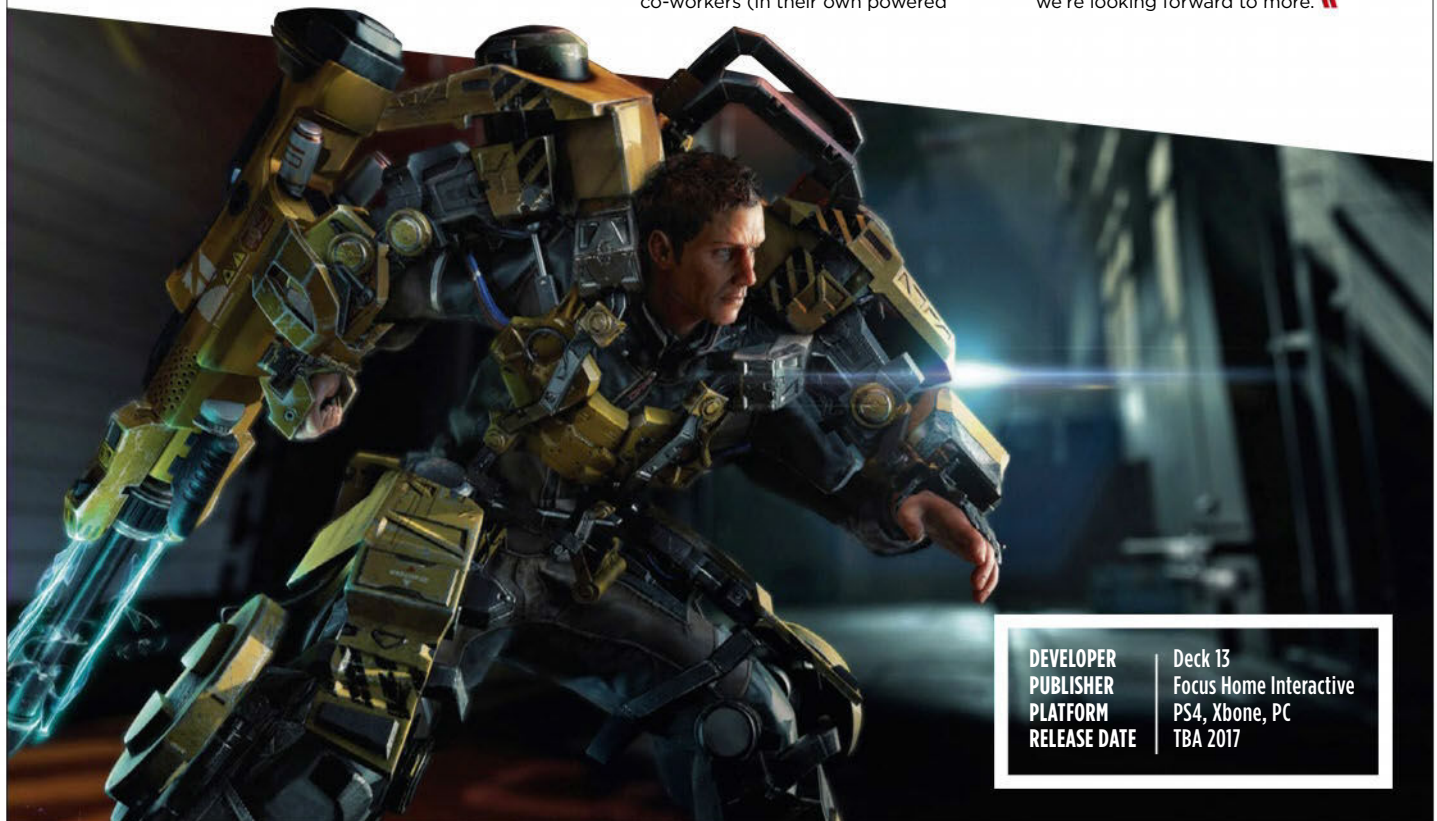 co-workers (in their own powered
we're looking forward to more.
DEVELOPER Deck 13
PUBLISHER Focus Home Interactive
PLATFORM PS4, Xbone, PC
RELEASE DATE TBA 2017